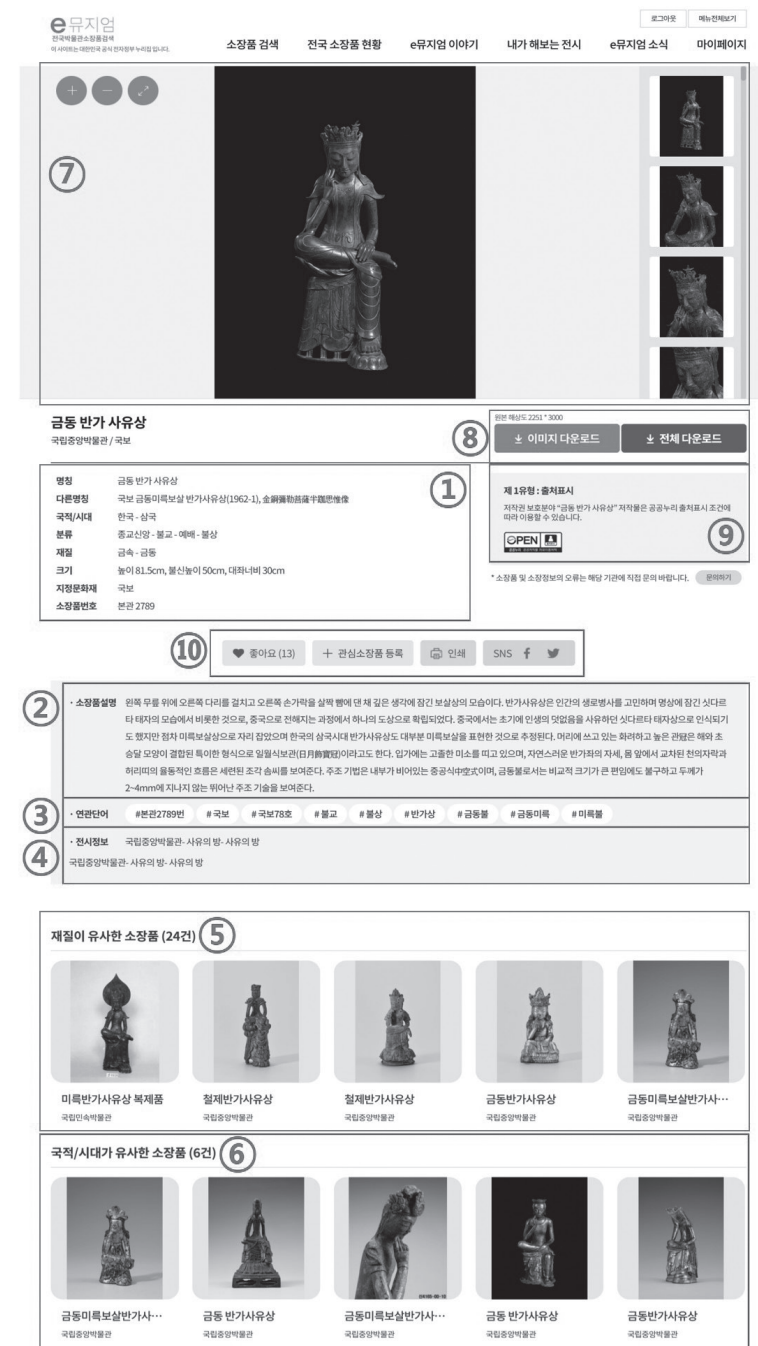 e뮤지엄
전국박물관소장품검색
이 사이트는 대한민국 공식 전자정부 누리집입니다.
로그아웃 메뉴전체보기
소장품 검색 전국 소장품 현황 e뮤지엄 이야기 내가 해보는 전시 e뮤지엄 소식 마이페이지
⑦
금동 반가 사유상
국립중앙박물관 / 국보
⑧
원본 해상도 2251 * 3000
이미지 다운로드 전체 다운로드
①
명칭 금동 반가 사유상
다른명칭 국보 금동미륵보살 반가사유상(1962-1), 金銅彌勒菩薩半跏思惟像
국적/시대 한국 - 삼국
분류 종교신앙 - 불교 - 예배 - 불상
재질 금속 - 금동
크기 높이 81.5cm, 불신높이 50cm, 대좌너비 30cm
지정문화재 국보
소장품번호 본관 2789
제 1유형 : 출처표시
저작권 보호분야 "금동 반가 사유상" 저작물은 공공누리 출처표시 조건에
따라 이용할 수 있습니다.
OPEN
⑨
* 소장품 및 소장정보의 오류는 해당 기관에 직접 문의 바랍니다. 문의하기
⑩
좋아요 (13) + 관심소장품 등록 인쇄 SNS
②
· 소장품설명 왼쪽 무릎 위에 오른쪽 다리를 걸치고 오른쪽 손가락을 살짝 뺨에 댄 채 깊은 생각에 잠긴 보살상의 모습이다. 반가사유상은 인간의 생로병사를 고민하며 명상에 잠긴 싯다르
타 태자의 모습에서 비롯한 것으로, 중국으로 전해지는 과정에서 하나의 도상으로 확립되었다. 중국에서는 초기에 인생의 덧없음을 사유하던 싯다르타 태자상으로 인식되기
도 했지만 점차 미륵보살상으로 자리 잡았으며 한국의 삼국시대 반가사유상도 대부분 미륵보살을 표현한 것으로 추정된다. 머리에 쓰고 있는 화려하고 높은 관冠은 해와 초
승달 모양이 결합된 특이한 형식으로 일월식보관(日月飾寶冠)이라고도 한다. 입가에는 고졸한 미소를 띠고 있으며, 자연스러운 반가좌의 자세, 몸 앞에서 교차된 천의자락과
허리띠의 율동적인 흐름은 세련된 조각 솜씨를 보여준다. 주조 기법은 내부가 비어있는 중공식中空式이며, 금동불로서는 비교적 크기가 큰 편임에도 불구하고 두께가
2~4mm에 지나지 않는 뛰어난 주조 기술을 보여준다.
③
· 연관단어 #본관2789번 #국보 #국보78호 #불교 #불상 #반가상 #금동불 #금동미륵 #미륵불
④
· 전시정보 국립중앙박물관- 사유의 방- 사유의 방
국립중앙박물관- 사유의 방- 사유의 방
재질이 유사한 소장품 (24건) ⑤
미륵반가사유상 복제품 철제반가사유상 철제반가사유상 금동반가사유상 금동미륵보살반가사···
국립민속박물관 국립중앙박물관 국립중앙박물관 국립중앙박물관 국립중앙박물관
국적/시대가 유사한 소장품 (6건) ⑥
금동미륵보살반가사··· 금동 반가사유상 금동미륵보살반가사··· 금동 반가사유상 금동반가사유상
국립중앙박물관 국립중앙박물관 국립중앙박물관 국립중앙박물관 국립중앙박물관